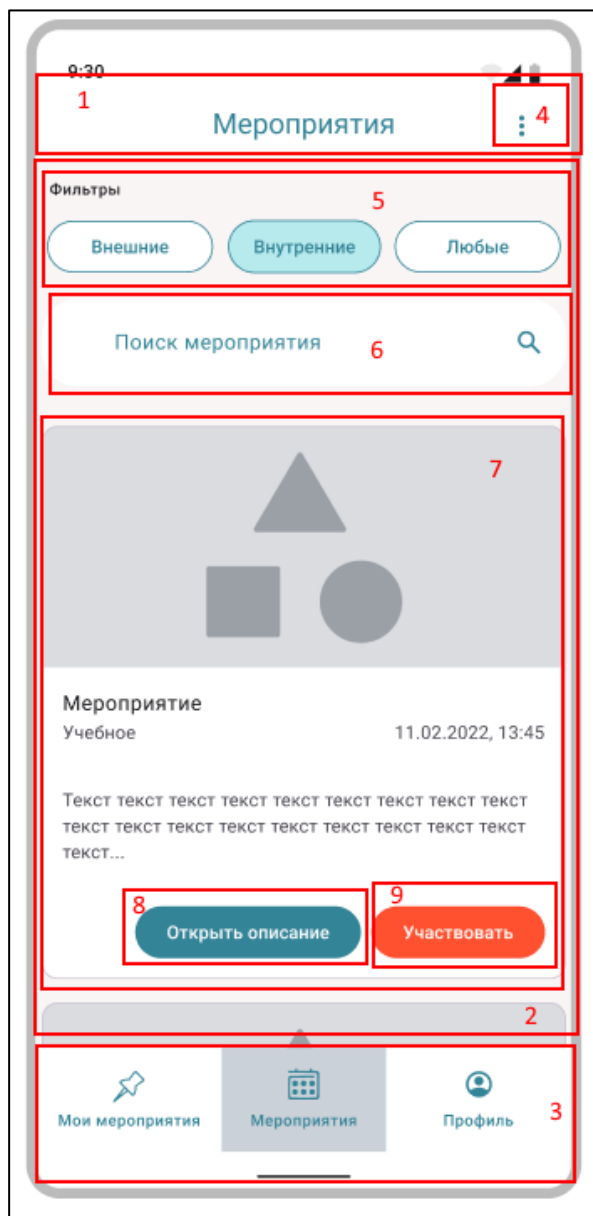 9:30
1
Мероприятия
4
Фильтры
5
Внешние
Внутренние
Любые
Поиск мероприятия
6
7
Мероприятие
Учебное
11.02.2022, 13:45
Текст текст текст текст текст текст текст текст текст
текст текст текст текст текст текст текст текст текст
текст...
8
9
Открыть описание
Участвовать
2
Мои мероприятия
Мероприятия
Профиль
3